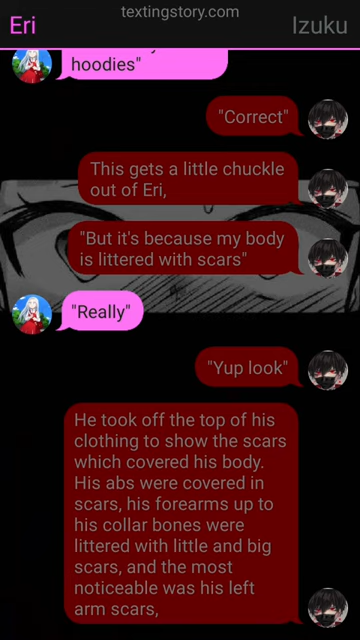 textingstory.com
Eri
Izuku
hoodies"
"Correct"
This gets a little chuckle
out of Eri,
"But it's because my body
is littered with scars"
"Really"
"Yup look"
He took off the top of his
clothing to show the scars
which covered his body.
His abs were covered in
scars, his forearms up to
his collar bones were
littered with little and big
scars, and the most
noticeable was his left
arm scars,